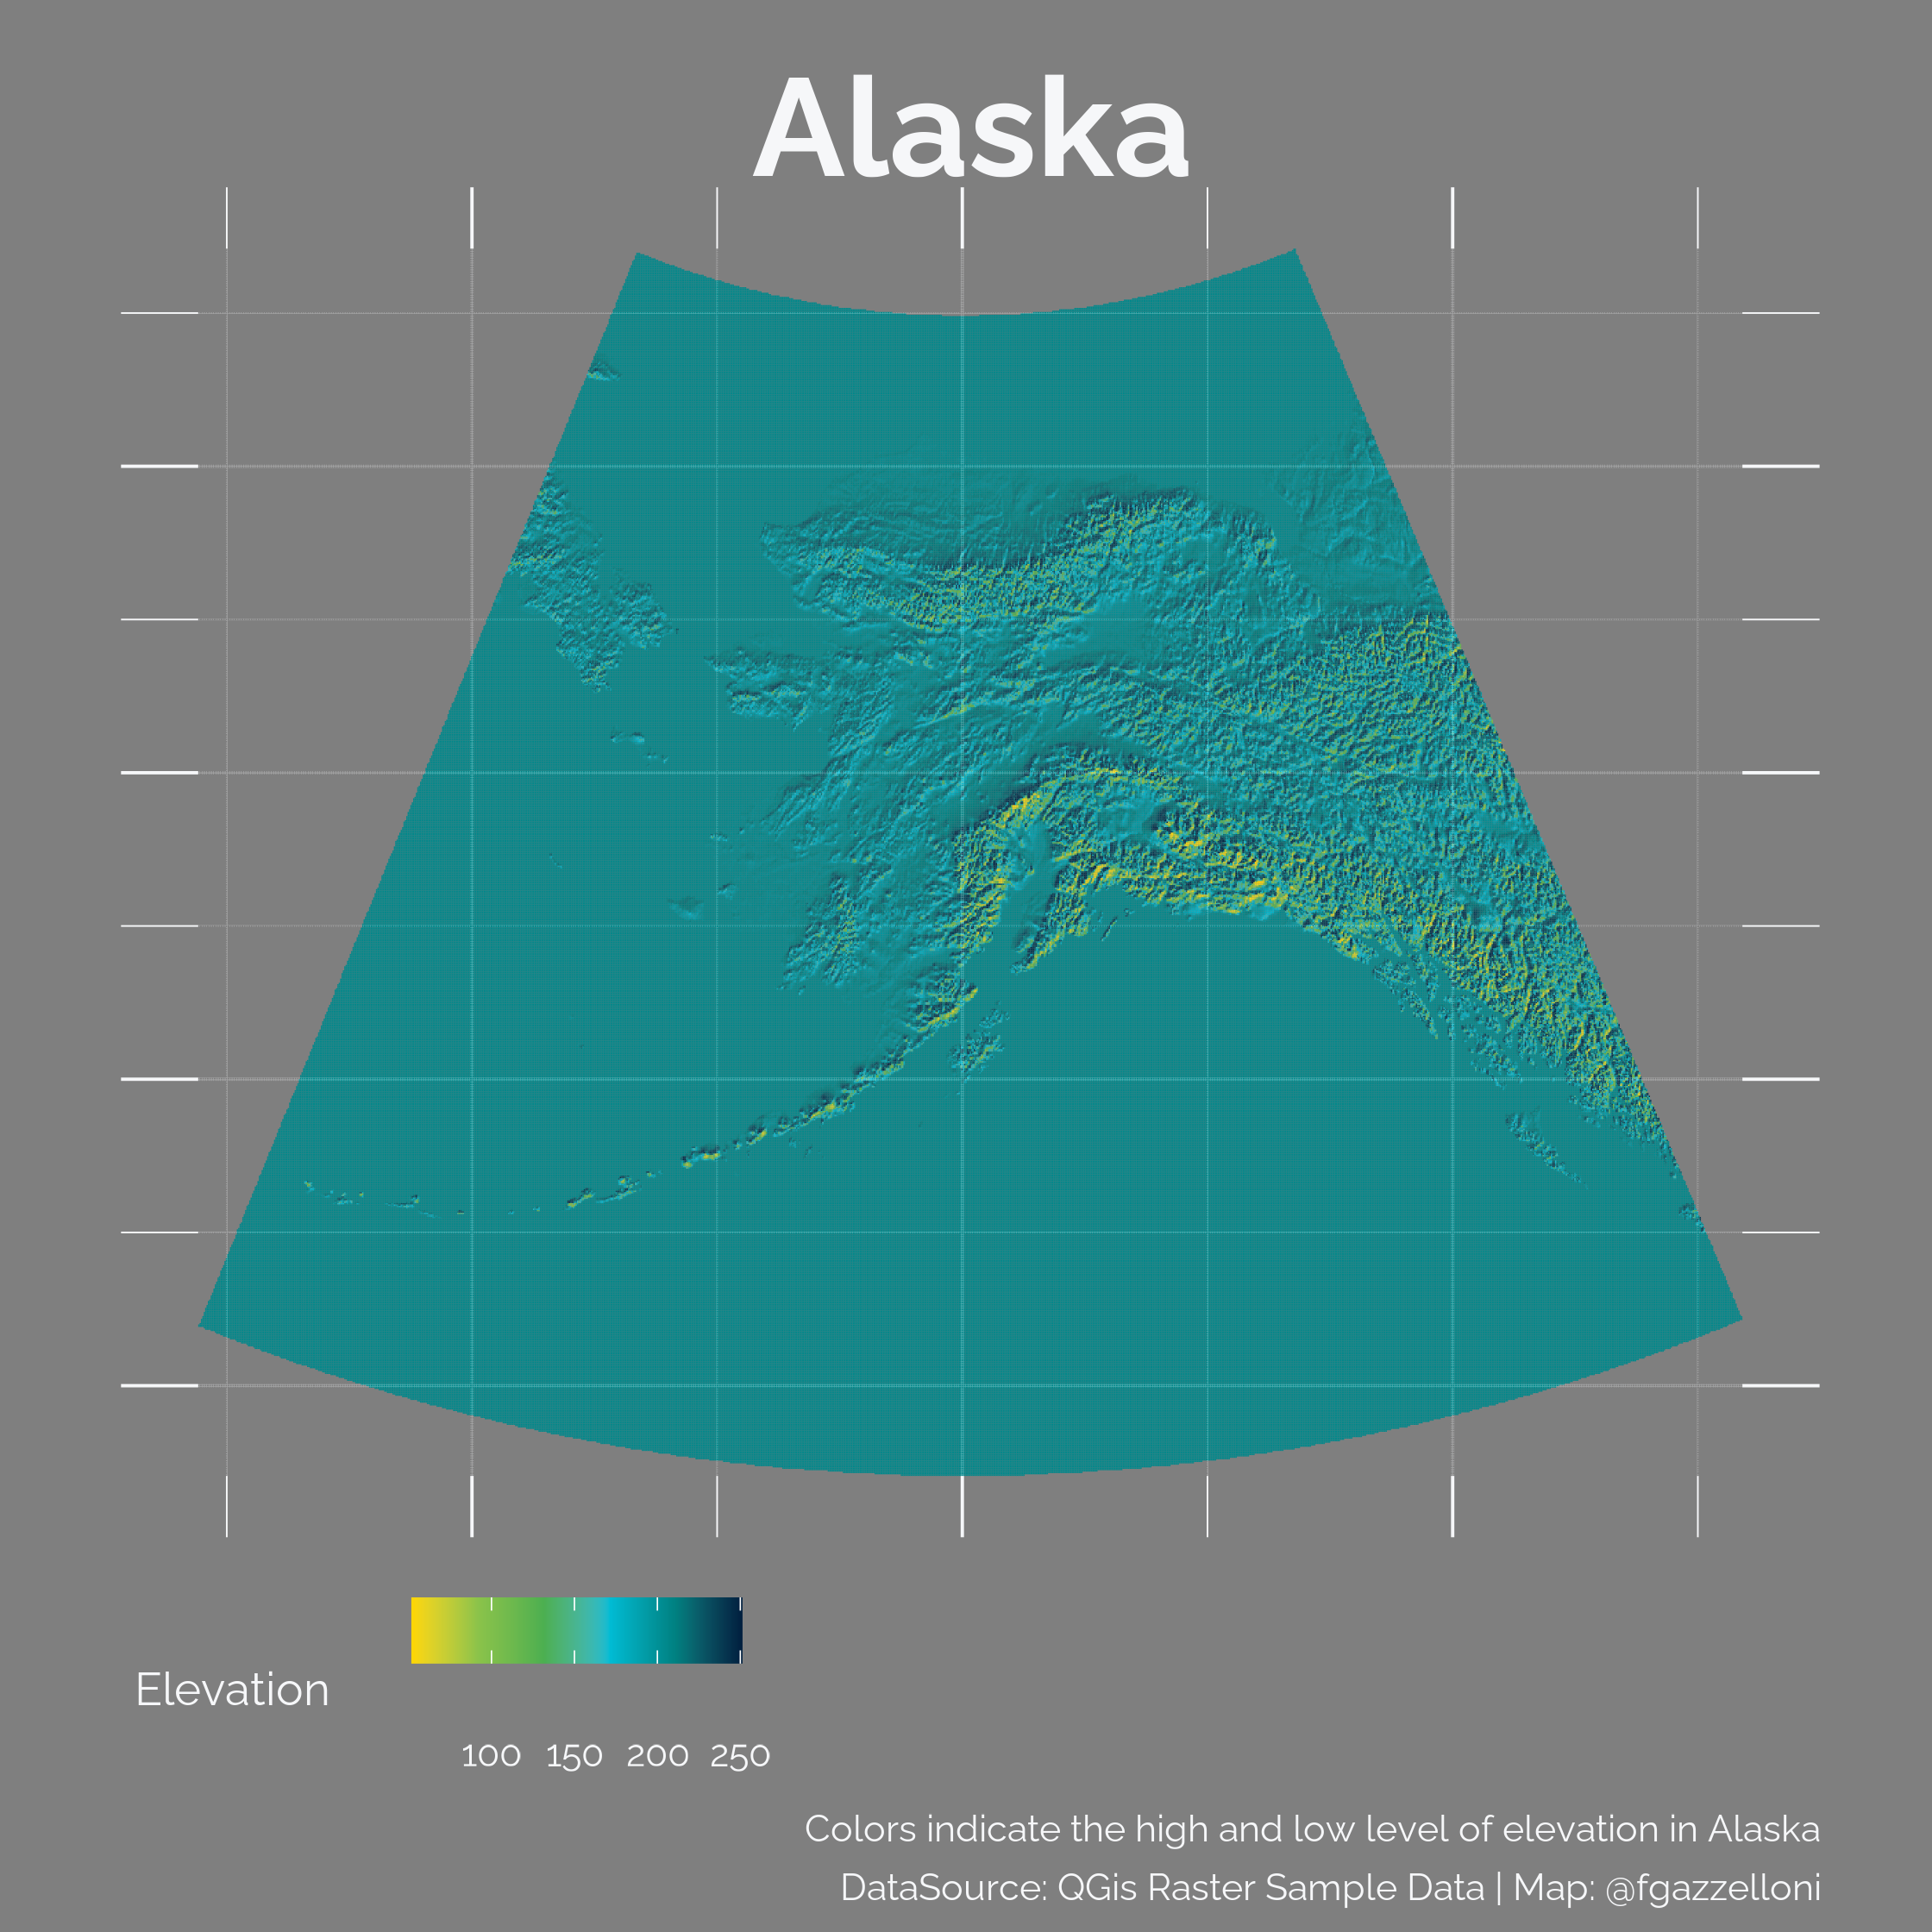 Alaska
Elevation
100 150 200 250
Colors indicate the high and low level of elevation in Alaska
DataSource: QGis Raster Sample Data | Map: @fgazzelloni